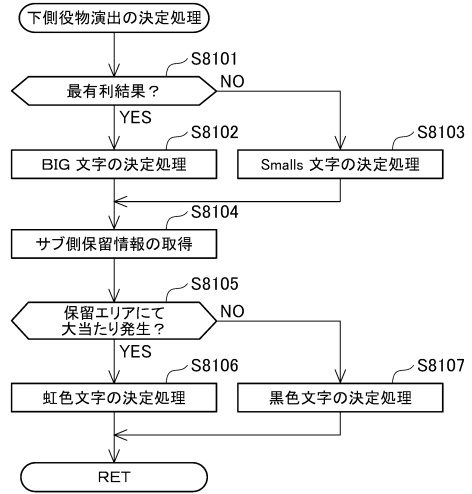 下側役物演出の決定処理
S8101
最有利結果?
NO
YES
S8102
S8103
BIG 文字の決定処理
Smalls 文字の決定処理
S8104
サブ側保留情報の取得
S8105
保留エリアにて
大当たり発生?
NO
YES
S8106
S8107
虹色文字の決定処理
黒色文字の決定処理
RET